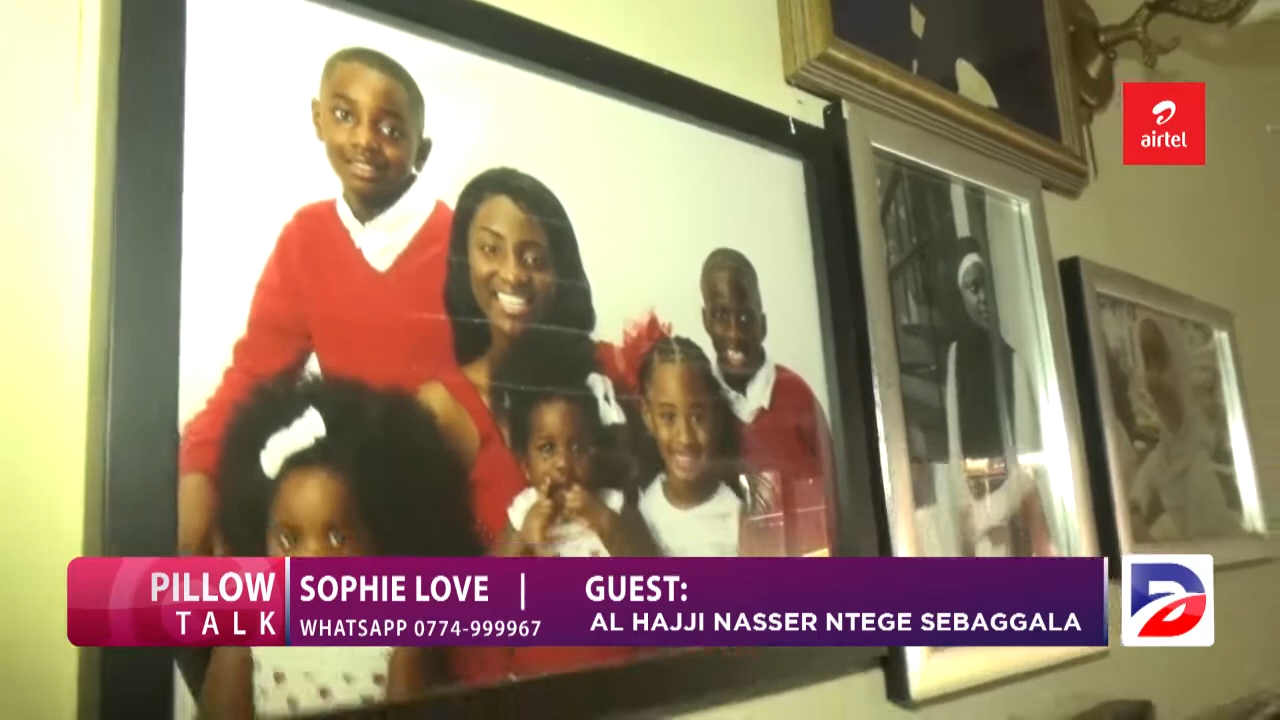 airtel
PILLOW TALK
SOPHIE LOVE |
WHATSAPP 0774-999967
GUEST:
AL HAJJI NASSER NTEGE SEBAGGALA